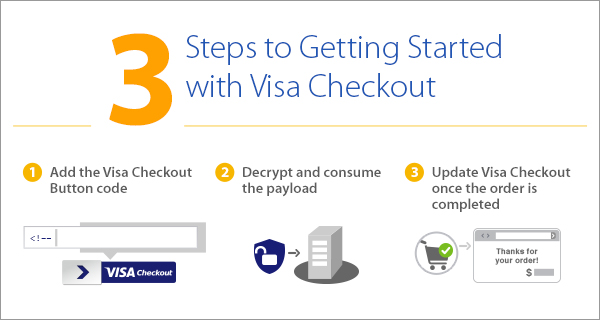 3
Steps to Getting Started
with Visa Checkout
1 Add the Visa Checkout
Button code
<!--
VISA Checkout
2 Decrypt and consume
the payload
3 Update Visa Checkout
once the order is
completed
< >
Thanks for
your order!
$